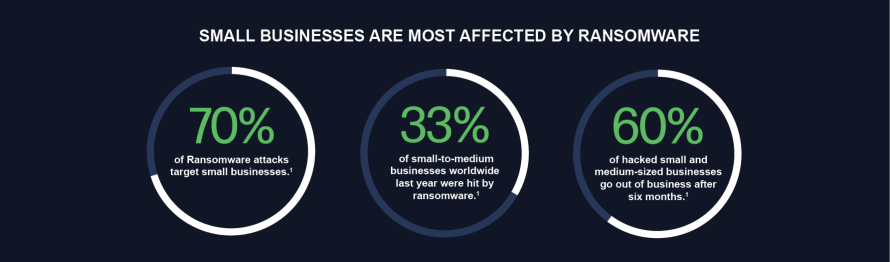 SMALL BUSINESSES ARE MOST AFFECTED BY RANSOMWARE
70%
of Ransomware attacks
target small businesses.¹
33%
of small-to-medium
businesses worldwide
last year were hit by
ransomware.¹
60%
of hacked small and
medium-sized businesses
go out of business after
six months.¹